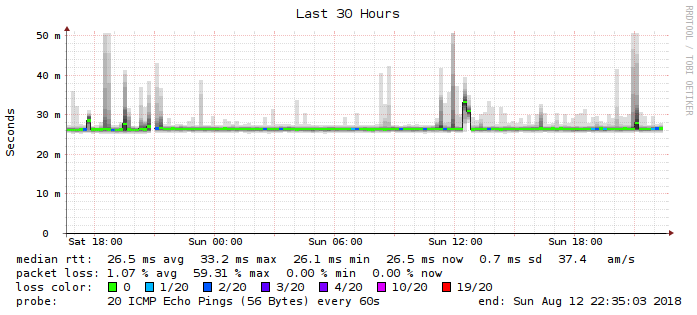 Last 30 Hours
RRDTOOL / TOBI OETIKER
Seconds
50 m
40 m
30 m
20 m
10 m
0
Sat 18:00 Sun 00:00 Sun 06:00 Sun 12:00 Sun 18:00
median rtt: 26.5 ms avg 33.2 ms max 26.1 ms min 26.5 ms now 0.7 ms sd 37.4 am/s
packet loss: 1.07 % avg 59.31 % max 0.00 % min 0.00 % now
loss color: 0 1/20 2/20 3/20 4/20 10/20 19/20
probe: 20 ICMP Echo Pings (56 Bytes) every 60s end: Sun Aug 12 22:35:03 2018